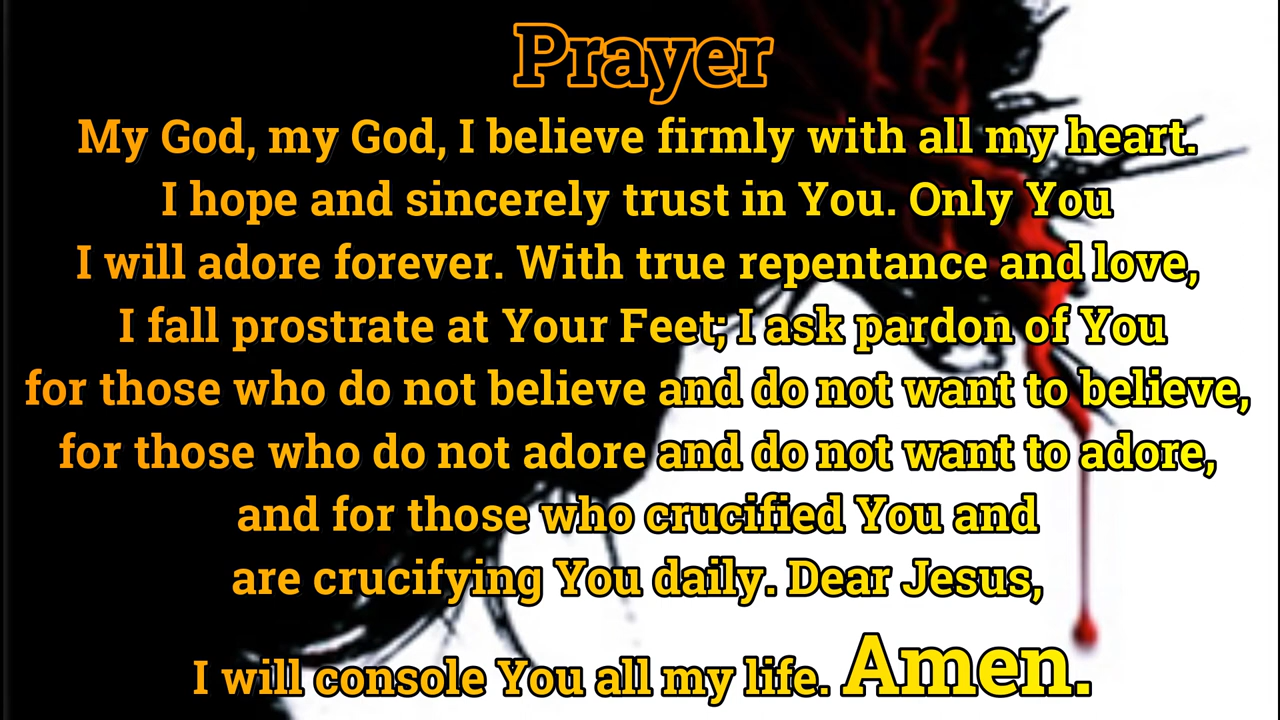 Prayer
My God, my God, I believe firmly with all my heart.
I hope and sincerely trust in You. Only You
I will adore forever. With true repentance and love,
I fall prostrate at Your Feet; I ask pardon of You
for those who do not believe and do not want to believe,
for those who do not adore and do not want to adore,
and for those who crucified You and
are crucifying You daily. Dear Jesus,
I will console You all my life. Amen.